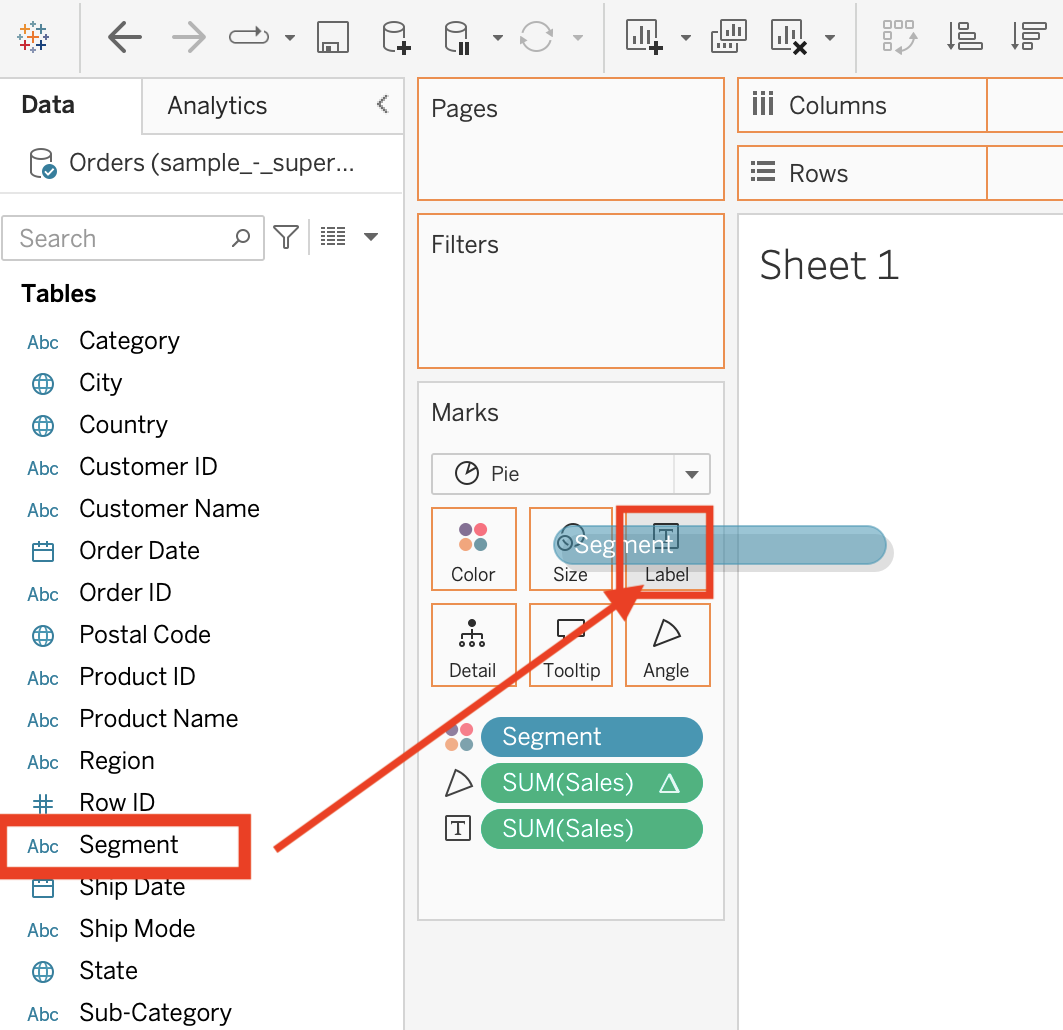 Data
Analytics
Orders (sample_-_super...
Search
Tables
Abc Category
City
Country
Abc Customer ID
Abc Customer Name
Order Date
Abc Order ID
Postal Code
Abc Product ID
Abc Product Name
Abc Region
Row ID
Abc Segment
Ship Date
Abc Ship Mode
State
Abc Sub-Category
Pages
Filters
Marks
Pie
Segment
T
Color
Size
Label
Detail
Tooltip
Angle
Segment
SUM(Sales)
T SUM(Sales)
Columns
Rows
Sheet 1